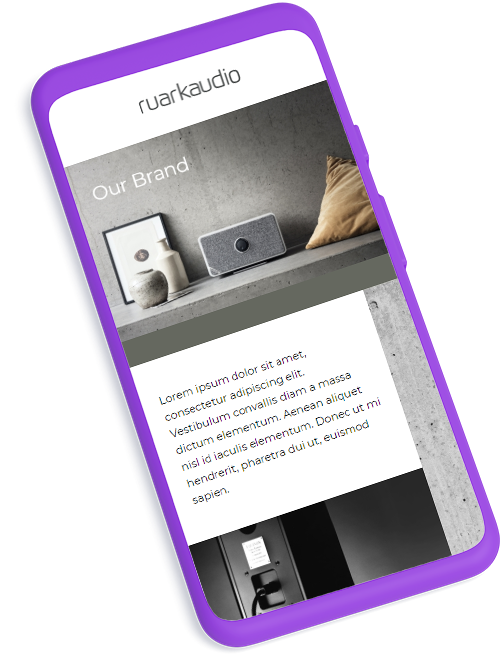 ruarkaudio
Our Brand
Lorem ipsum dolor sit amet,
consectetur adipiscing elit.
Vestibulum convallis diam a massa
dictum elementum. Aenean aliquet
nisl id iaculis elementum. Donec ut mi
hendrerit, pharetra dui ut, euismod
sapien.